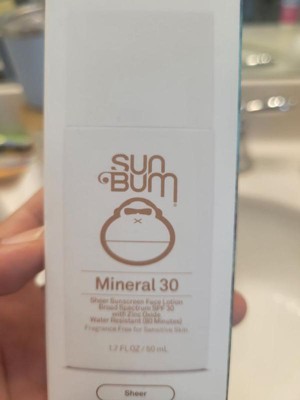 SUN
BUM
Mineral 30
Sheer Sunscreen Face Lotion
Broad Spectrum SPF 30
with Zinc Oxide
Water Resistant (80 Minutes)
Fragrance Free for Sensitive Skin
1.7 FL OZ / 50 mL
Sheer